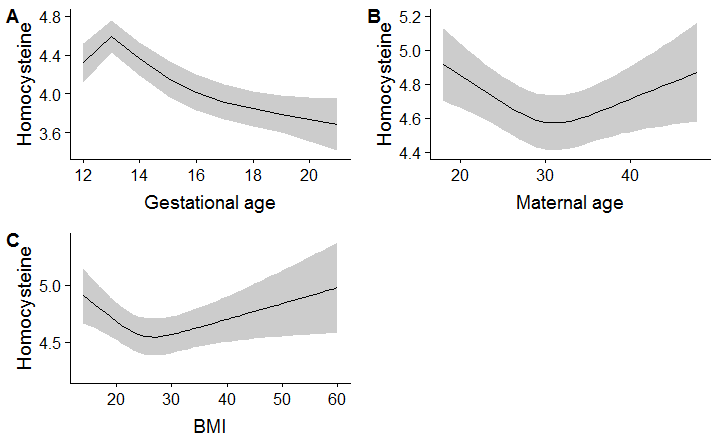 A
Homocysteine
4.8
4.4
4.0
3.6
12 14 16 18 20
Gestational age
B
Homocysteine
5.2
5.0
4.8
4.6
4.4
20 30 40
Maternal age
C
Homocysteine
5.0
4.5
20 30 40 50 60
BMI